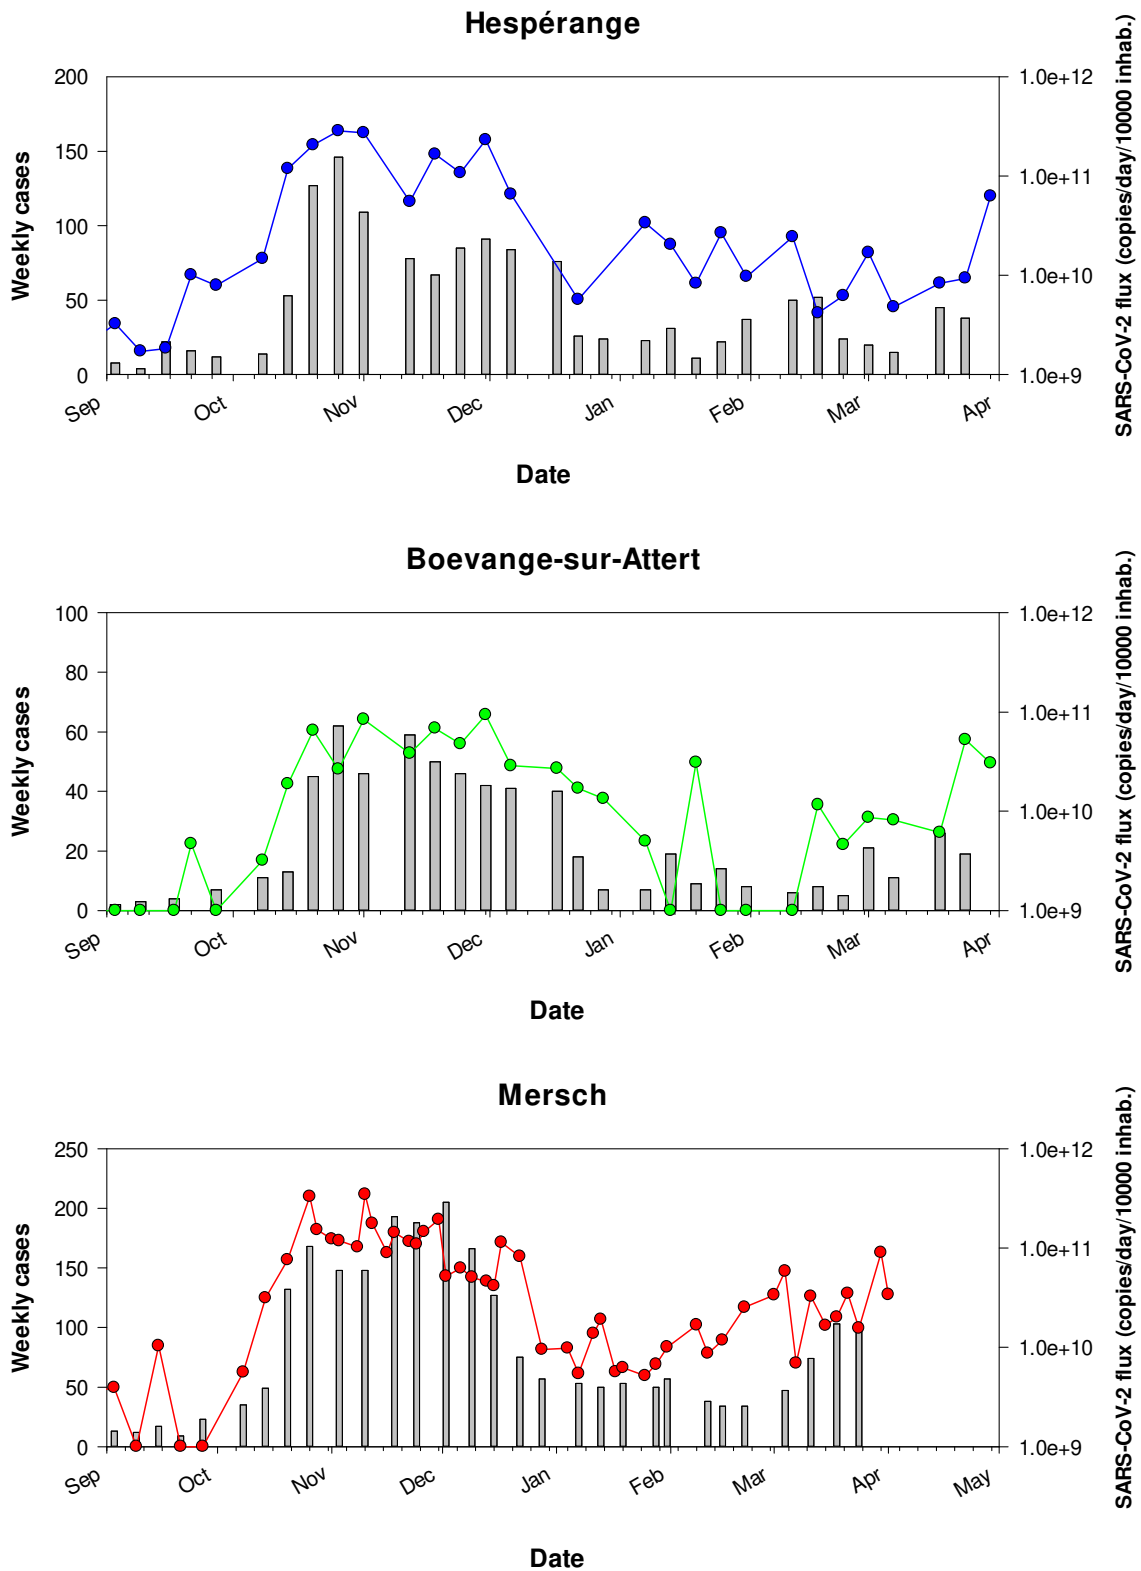 Hespérange
200
150
100
50
0
Weekly cases
1.0e+12
1.0e+11
1.0e+10
1.0e+9
SARS-CoV-2 flux (copies/day/10000 inhab.)
Sep Oct Nov Dec Jan Feb Mar Apr
Date
Boevange-sur-Attert
100
80
60
40
20
0
Weekly cases
1.0e+12
1.0e+11
1.0e+10
1.0e+9
SARS-CoV-2 flux (copies/day/10000 inhab.)
Sep Oct Nov Dec Jan Feb Mar Apr
Date
Mersch
250
200
150
100
50
0
Weekly cases
1.0e+12
1.0e+11
1.0e+10
1.0e+9
SARS-CoV-2 flux (copies/day/10000 inhab.)
Sep Oct Nov Dec Jan Feb Mar Apr May
Date